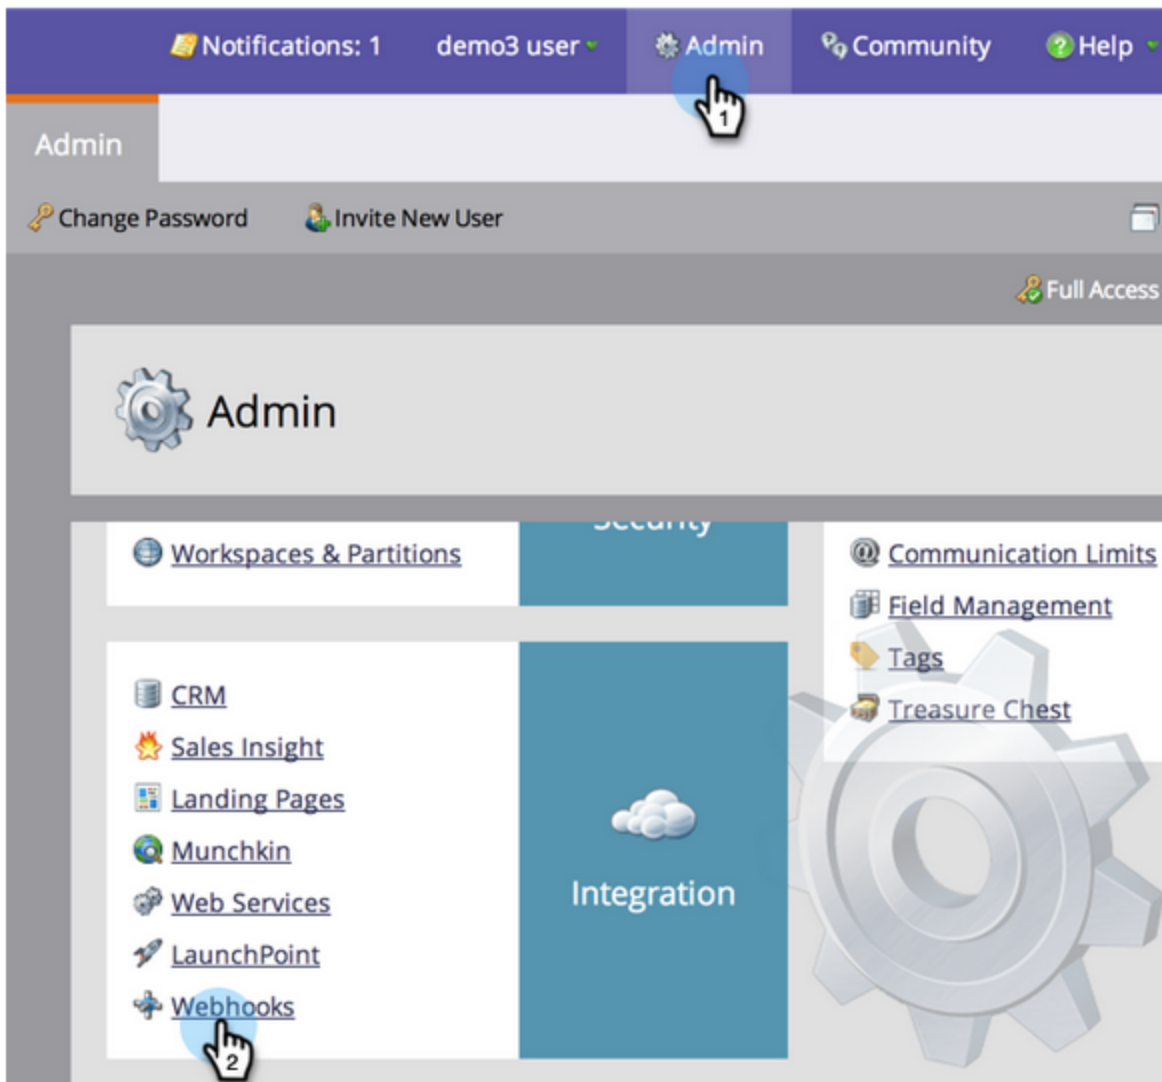 Notifications: 1 demo3 user Admin Community Help
1
Admin
Change Password Invite New User
Full Access
Admin
Security
Workspaces & Partitions
Communication Limits
Field Management
Tags
Treasure Chest
CRM
Sales Insight
Landing Pages
Munchkin
Web Services
LaunchPoint
Webhooks
2
Integration